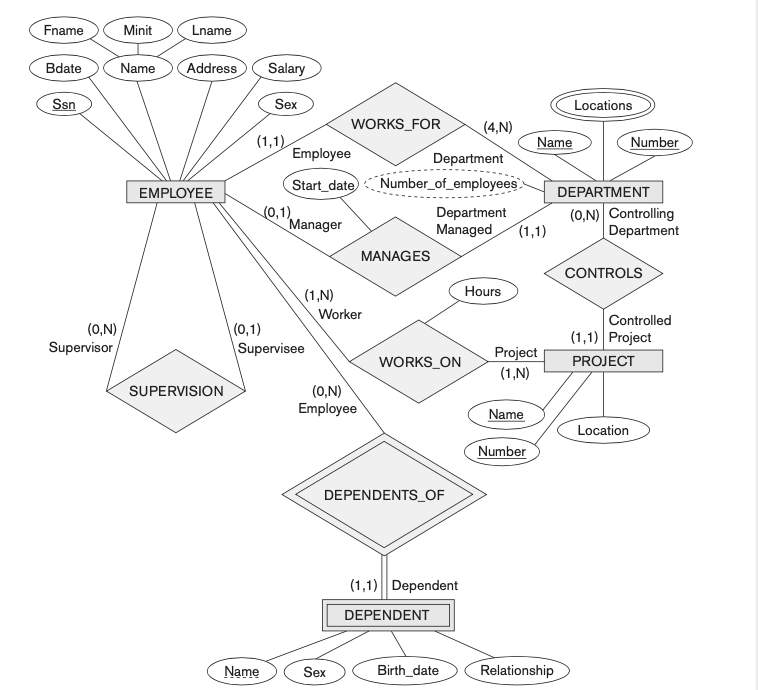 Fname Minit Lname
Bdate Name Address Salary
Ssn Sex
WORKS_FOR
(1,1)
Employee
(4,N)
Department
Locations
Name Number
EMPLOYEE
Start_date
Number_of_employees
DEPARTMENT
(0,1)
Manager
MANAGES
Department
Managed
(1,1)
(0,N)
Controlling
Department
CONTROLS
(1,N)
Worker
Hours
(0,N)
Supervisor
(0,1)
Supervisee
SUPERVISION
WORKS_ON
Project
(1,N)
Controlled
Project
(1,1)
PROJECT
(0,N)
Employee
Name
Number
Location
DEPENDENTS_OF
(1,1)
Dependent
DEPENDENT
Name Sex Birth_date Relationship